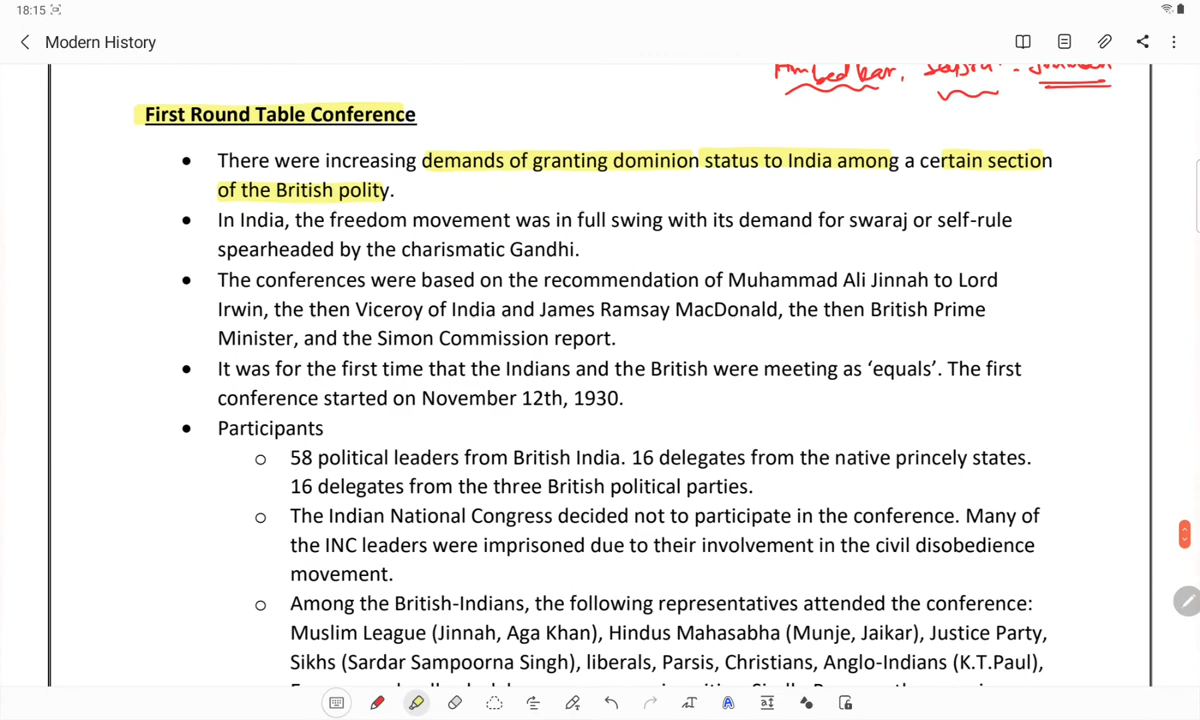 18:15
Modern History
Ambedkar,
First Round Table Conference
There were increasing demands of granting dominion status to India among a certain section
of the British polity.
In India, the freedom movement was in full swing with its demand for swaraj or self-rule
spearheaded by the charismatic Gandhi.
The conferences were based on the recommendation of Muhammad Ali Jinnah to Lord
Irwin, the then Viceroy of India and James Ramsay MacDonald, the then British Prime
Minister, and the Simon Commission report.
It was for the first time that the Indians and the British were meeting as ‘equals’. The first
conference started on November 12th, 1930.
Participants
58 political leaders from British India. 16 delegates from the native princely states.
16 delegates from the three British political parties.
The Indian National Congress decided not to participate in the conference. Many of
the INC leaders were imprisoned due to their involvement in the civil disobedience
movement.
Among the British-Indians, the following representatives attended the conference:
Muslim League (Jinnah, Aga Khan), Hindus Mahasabha (Munje, Jaikar), Justice Party,
Sikhs (Sardar Sampoorna Singh), liberals, Parsis, Christians, Anglo-Indians (K.T.Paul),